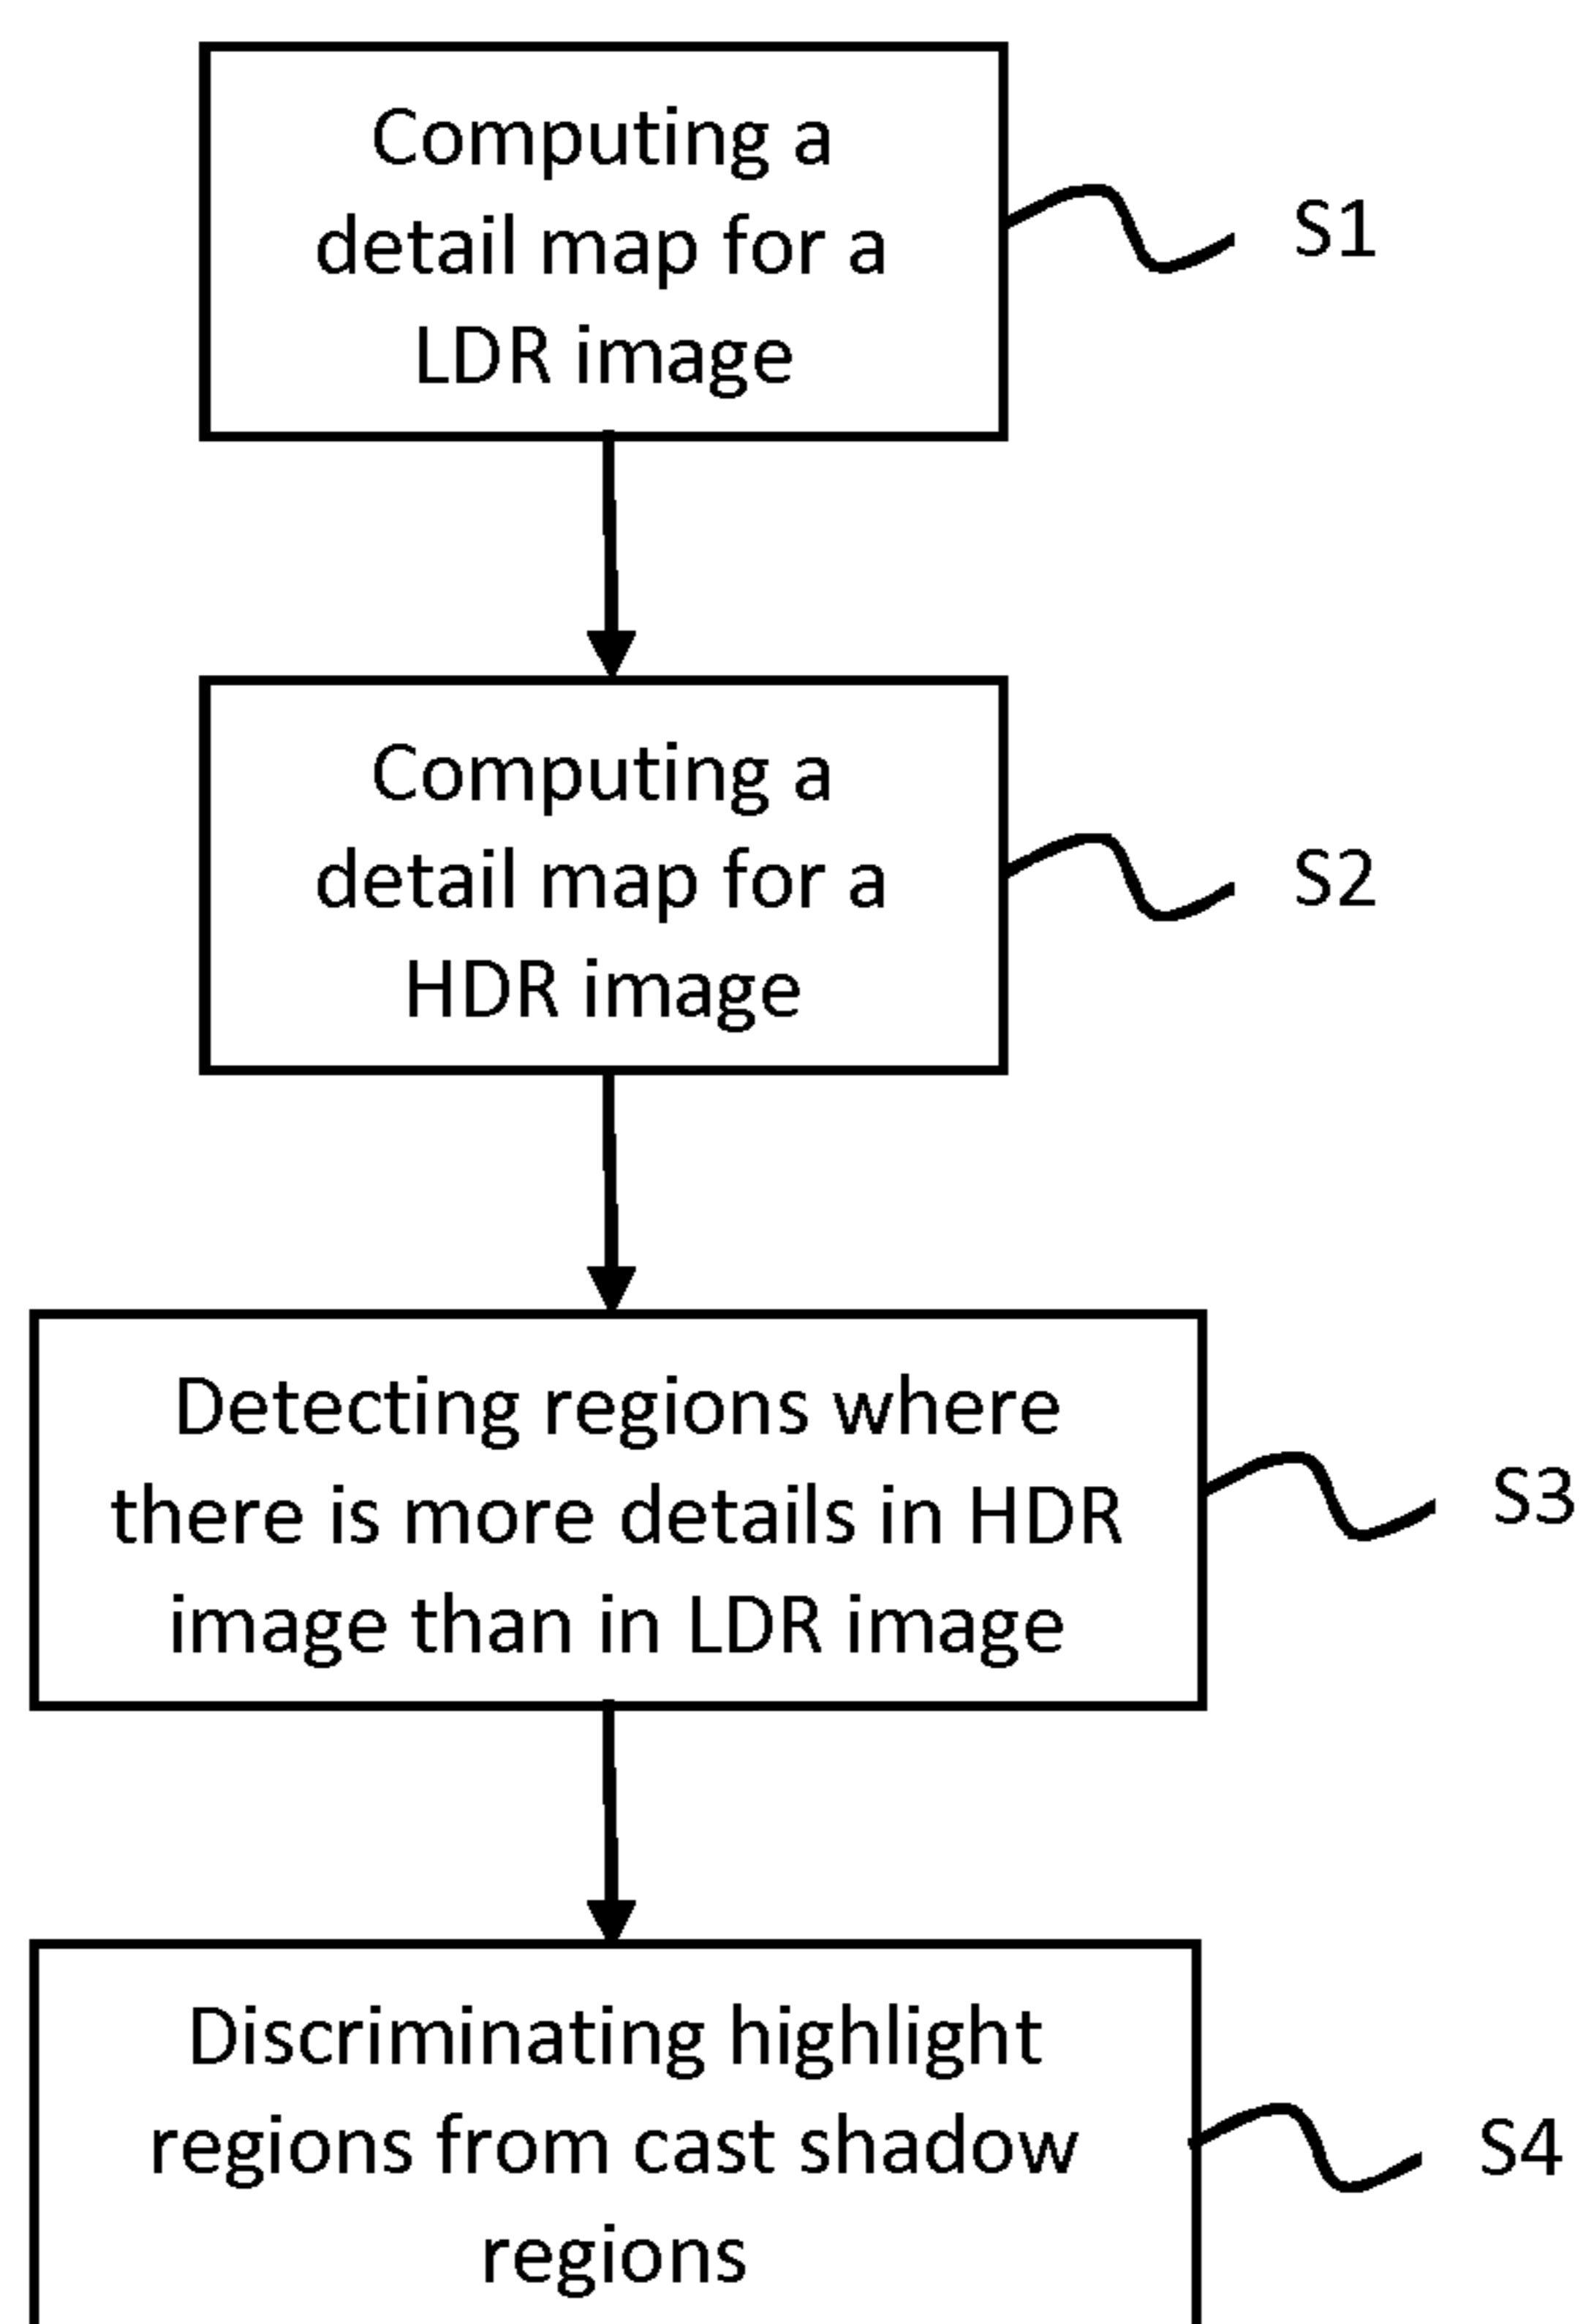 Computing a
detail map for a
LDR image
S1
Computing a
detail map for a
HDR image
S2
Detecting regions where
there is more details in HDR
image than in LDR image
S3
Discriminating highlight
regions from cast shadow
regions
S4